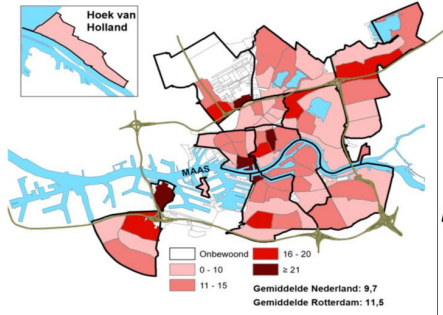 Hoek van
Holland
MAAS
Onbewoond
0 - 10
11 - 15
16 - 20
≥ 21
Gemiddelde Nederland: 9,7
Gemiddelde Rotterdam: 11,5